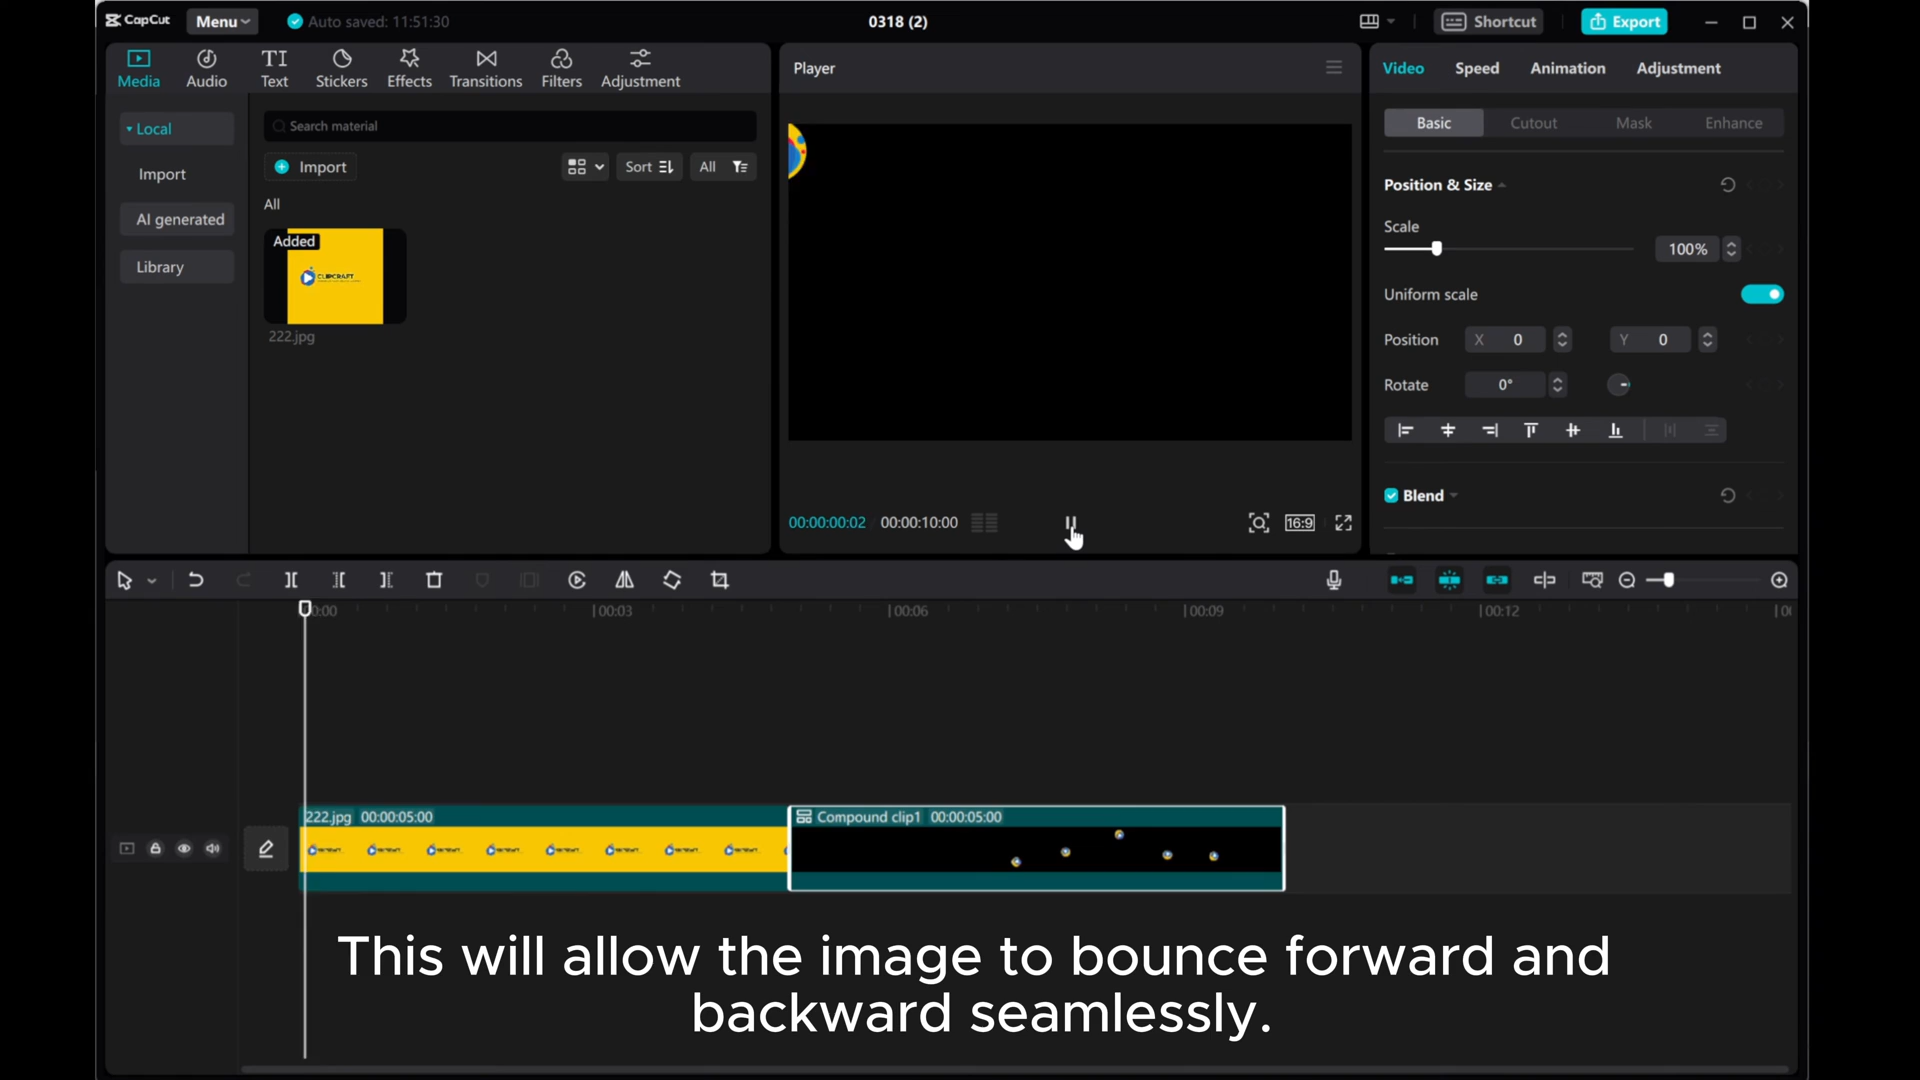 CapCut Menu Auto saved: 11:51:30 0318 (2) Shortcut Export
Media Audio Text Stickers Effects Transitions Filters Adjustment
TI
Local
Import
AI generated
Library
Search material
Import Sort All
All
Added
CLIPCRAFT
222.jpg
Player
00:00:00:02 00:00:10:00 16:9
Video Speed Animation Adjustment
Basic Cutout Mask Enhance
Position & Size
Scale
100%
Uniform scale
Position X 0 Y 0
Rotate 0°
Blend
00:00 00:03 00:06 00:09 00:12
222.jpg 00:00:05:00 Compound clip1 00:00:05:00
This will allow the image to bounce forward and
backward seamlessly.